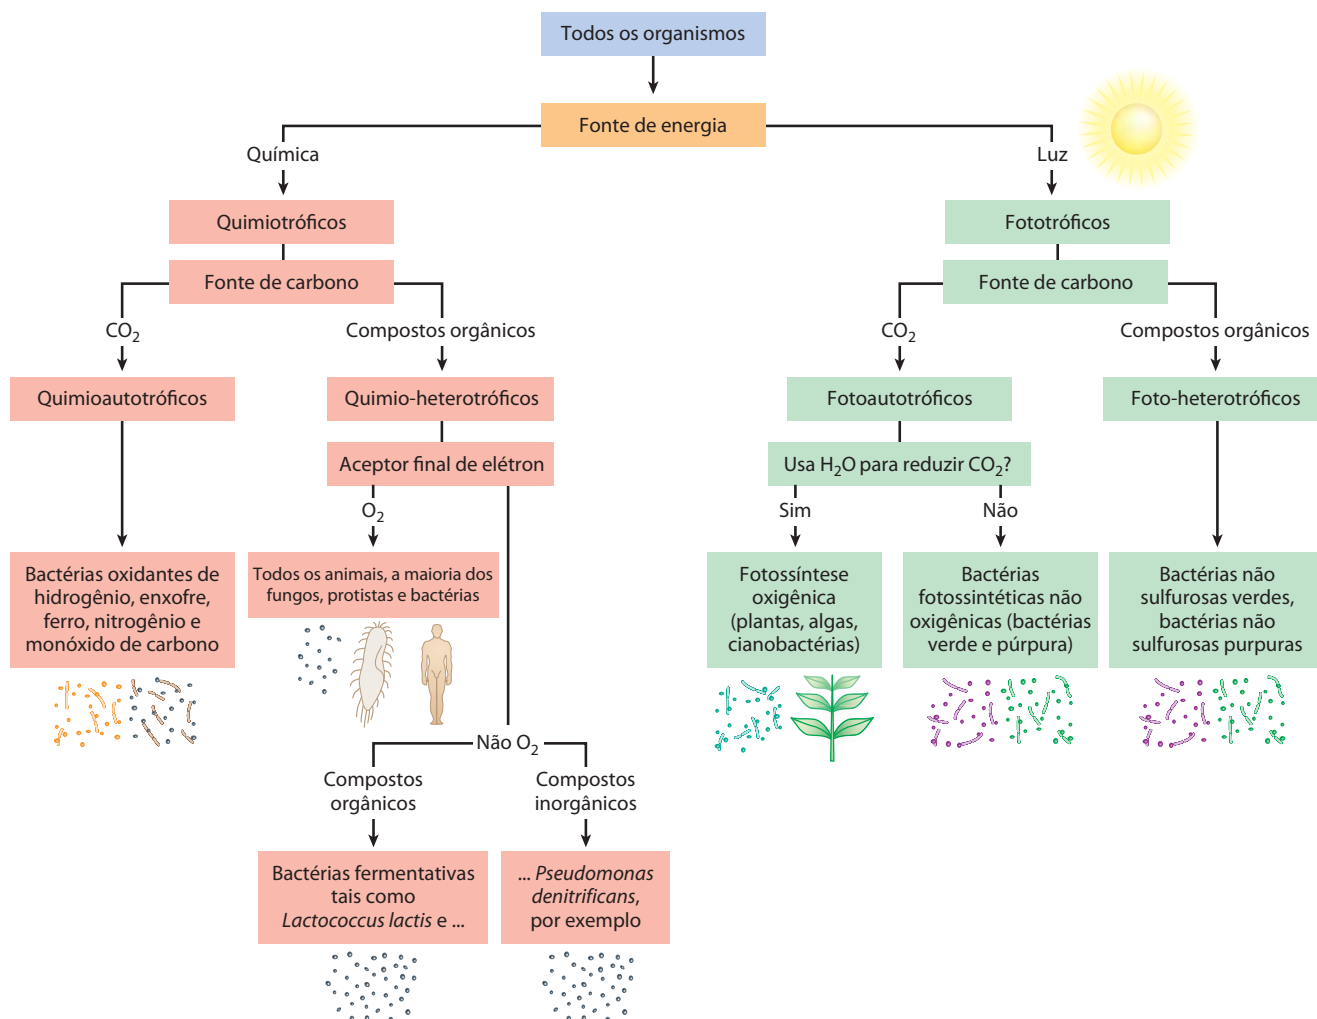 Todos os organismos
Fonte de energia
Química
Luz
Quimiotróficos
Fototróficos
Fonte de carbono
Fonte de carbono
CO₂
Compostos orgânicos
CO₂
Compostos orgânicos
Quimioautotróficos
Quimio-heterotróficos
Fotoautotróficos
Foto-heterotróficos
Aceptor final de elétron
Usa H₂O para reduzir CO₂?
O₂
Sim
Não
Bactérias oxidantes de
hidrogênio, enxofre,
ferro, nitrogênio e
monóxido de carbono
Todos os animais, a maioria dos
fungos, protistas e bactérias
Fotossíntese
oxigênica
(plantas, algas,
cianobactérias)
Bactérias
fotossintéticas não
oxigênicas (bactérias
verde e púrpura)
Bactérias não
sulfurosas verdes,
bactérias não
sulfurosas purpuras
Não O₂
Compostos
orgânicos
Compostos
inorgânicos
Bactérias fermentativas
tais como
Lactococcus lactis e ...
... Pseudomonas
denitrificans,
por exemplo